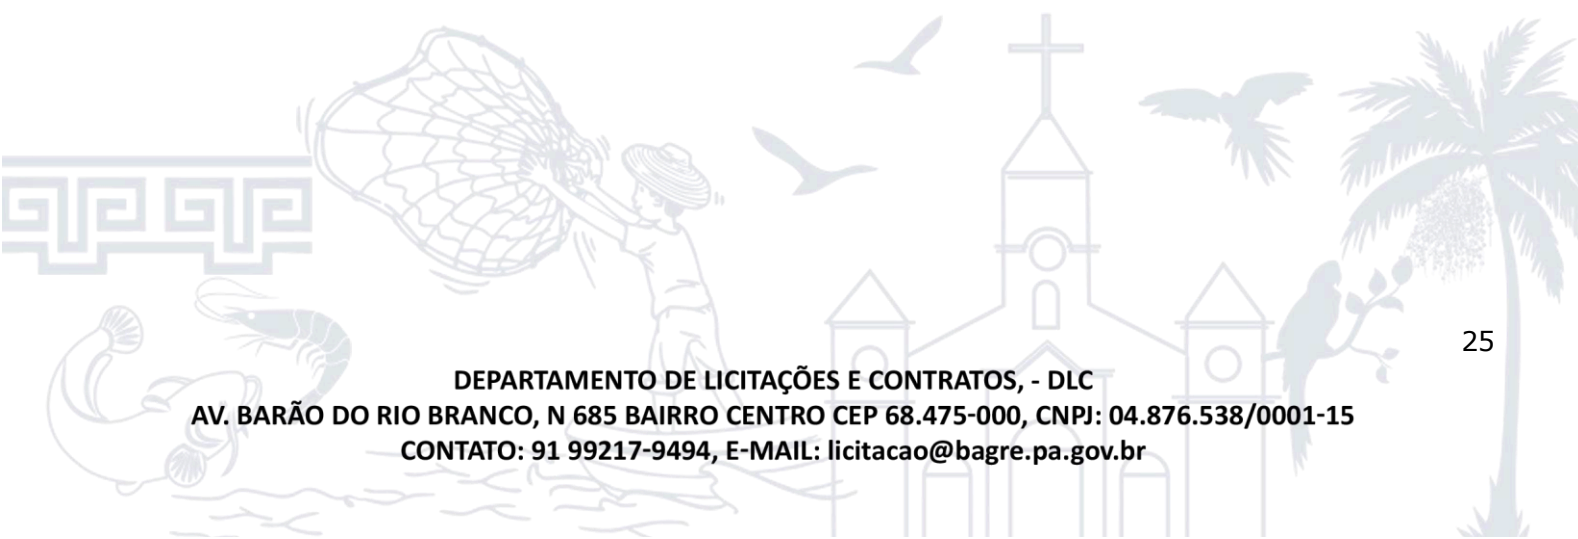 25
DEPARTAMENTO DE LICITAÇÕES E CONTRATOS, - DLC
AV. BARÃO DO RIO BRANCO, N 685 BAIRRO CENTRO CEP 68.475-000, CNPJ: 04.876.538/0001-15
CONTATO: 91 99217-9494, E-MAIL: licitacao@bagre.pa.gov.br